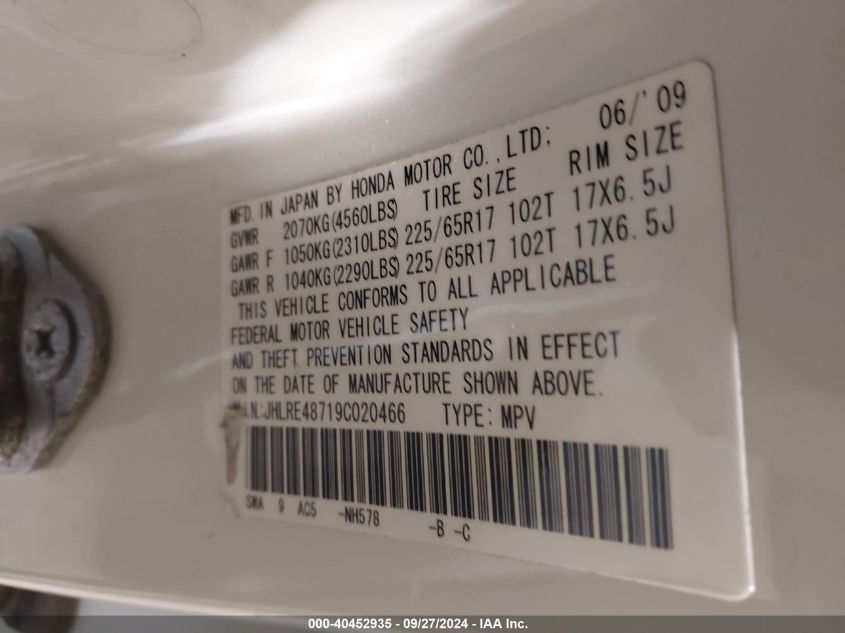 06/'09
MFD. IN JAPAN BY HONDA MOTOR CO., LTD;
GVWR 2070KG(4560LBS) TIRE SIZE RIM SIZE
GAWR F 1050KG(2310LBS) 225/65R17 102T 17X6.5J
GAWR R 1040KG(2290LBS) 225/65R17 102T 17X6.5J
THIS VEHICLE CONFORMS TO ALL APPLICABLE
FEDERAL MOTOR VEHICLE SAFETY
AND THEFT PREVENTION STANDARDS IN EFFECT
ON THE DATE OF MANUFACTURE SHOWN ABOVE.
V.I.N.:JHLRE48719C020466 TYPE: MPV
SWA 9 AC5 -NH578 -B -C
000-40452935 - 09/27/2024 - IAA Inc.